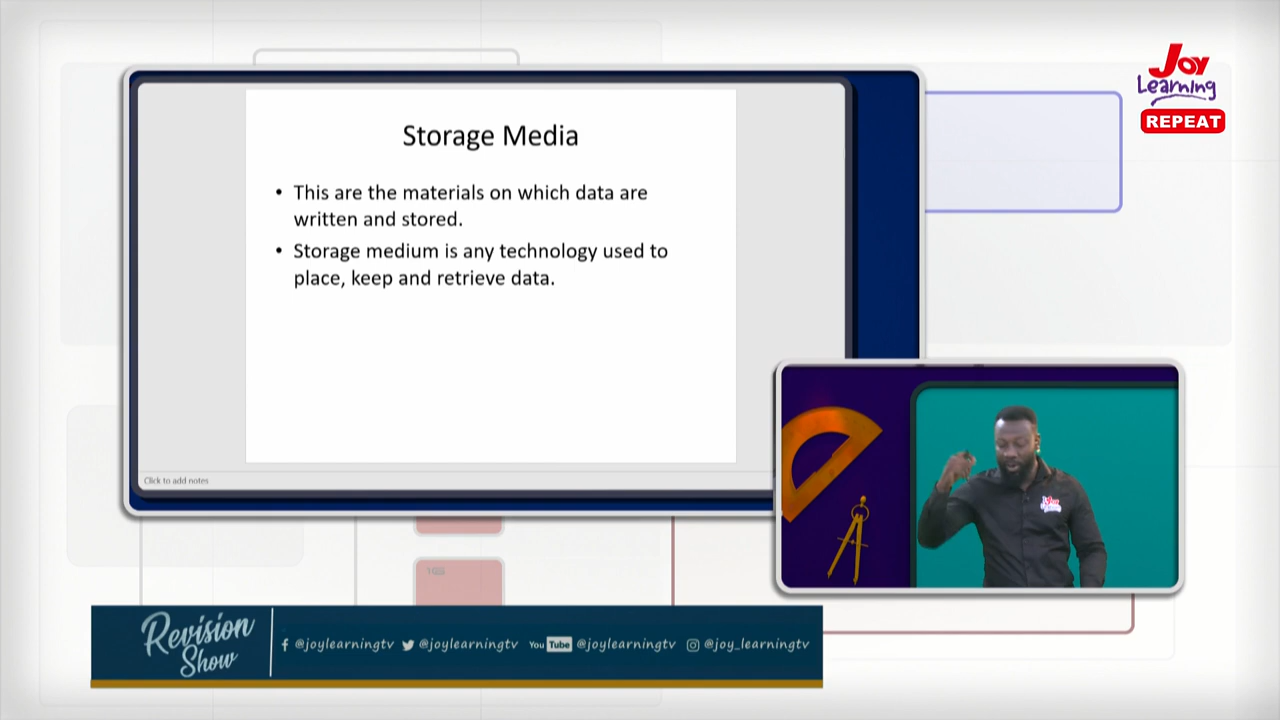 Joy
Learning
REPEAT
Storage Media
• This are the materials on which data are
written and stored.
• Storage medium is any technology used to
place, keep and retrieve data.
Click to add notes
Revision
Show
@joylearningtv @joylearningtv You Tube @joylearningtv @joy_learningtv